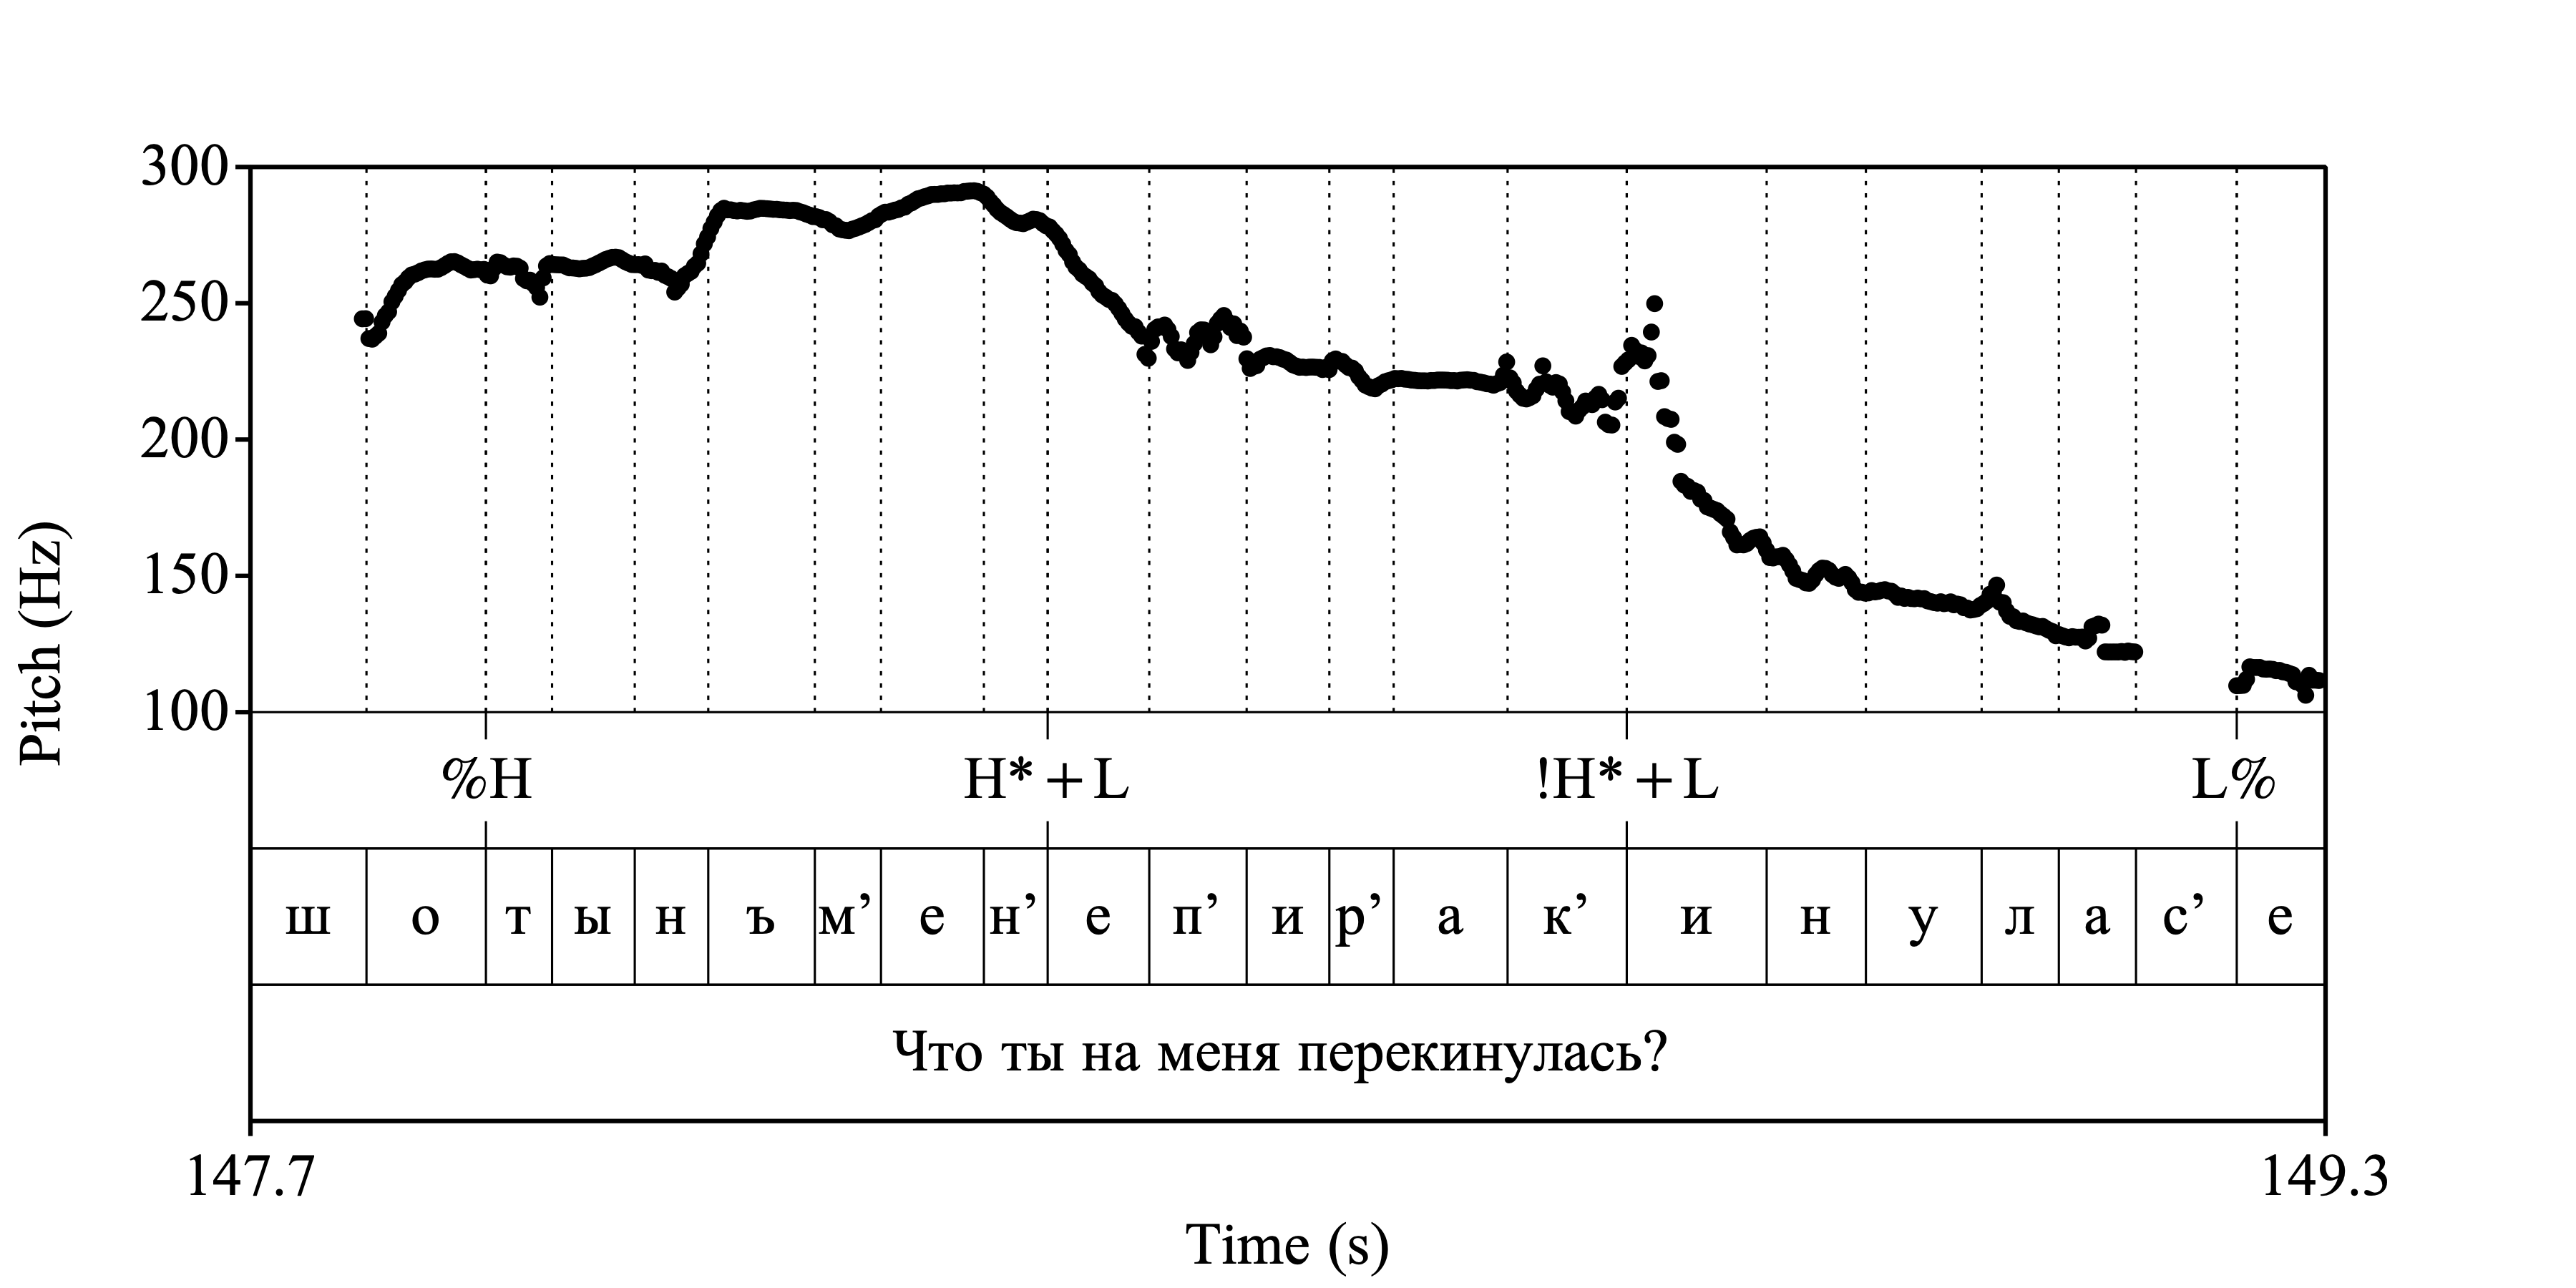 300
250
200
150
100
Pitch (Hz)
%H H*+L !H*+L L%
ш о т ы н ъ м’ е н’ е п’ и р’ а к’ и н у л а с’ е
Что ты на меня перекинулась?
147.7 149.3
Time (s)